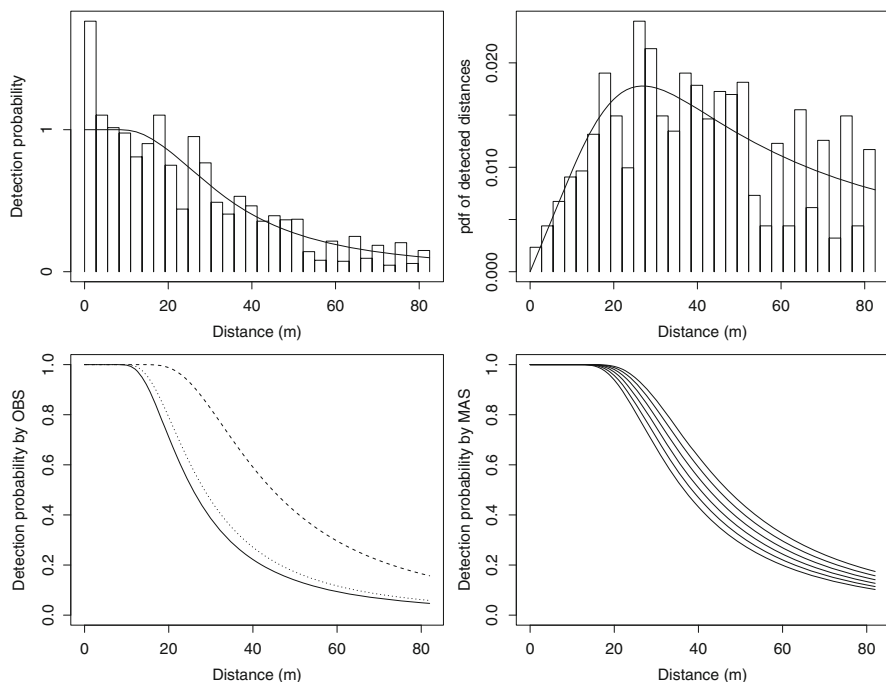 Detection probability
1
0
0 20 40 60 80
Distance (m)
pdf of detected distances
0.020
0.010
0.000
0 20 40 60 80
Distance (m)
Detection probability by OBS
1.0
0.8
0.6
0.4
0.2
0.0
0 20 40 60 80
Distance (m)
Detection probability by MAS
1.0
0.8
0.6
0.4
0.2
0.0
0 20 40 60 80
Distance (m)